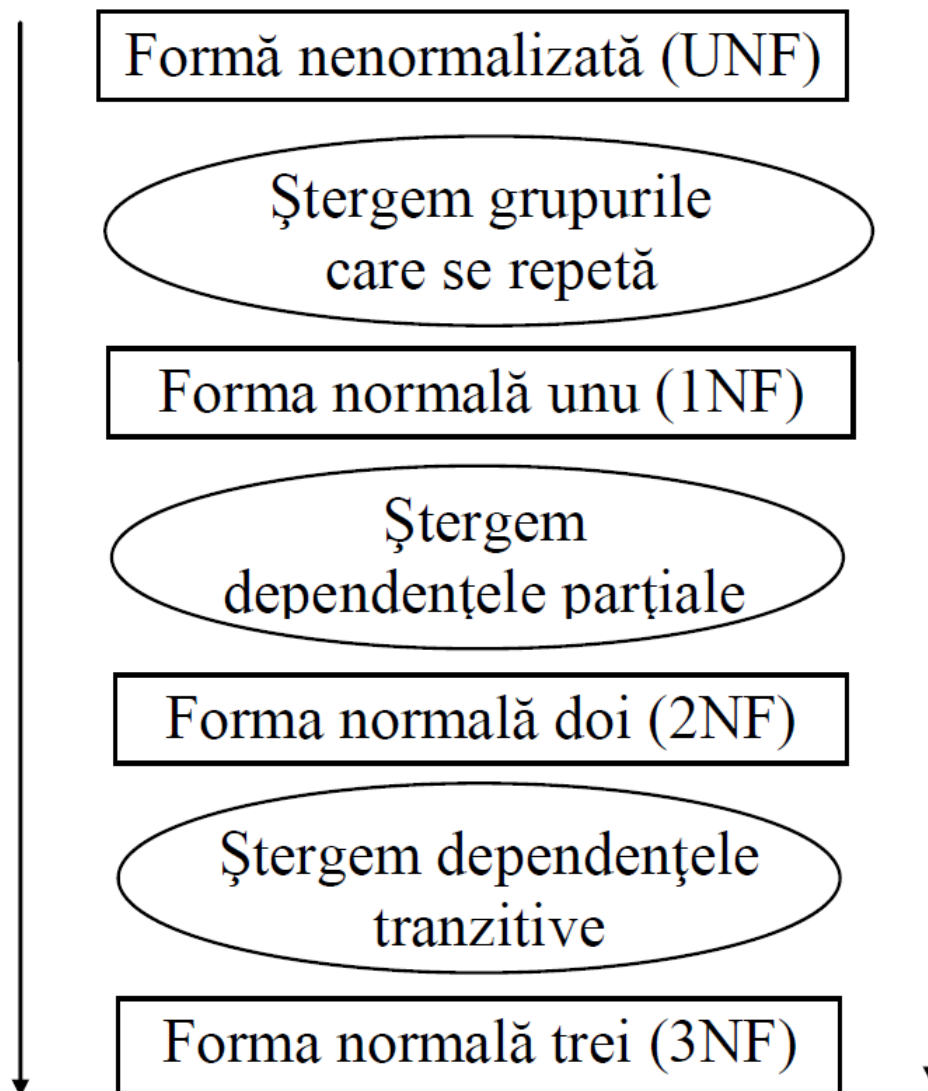 Formă nenormalizată (UNF)
Ştergem grupurile
care se repetă
Forma normală unu (1NF)
Ştergem
dependenţele parţiale
Forma normală doi (2NF)
Ştergem dependenţele
tranzitive
Forma normală trei (3NF)